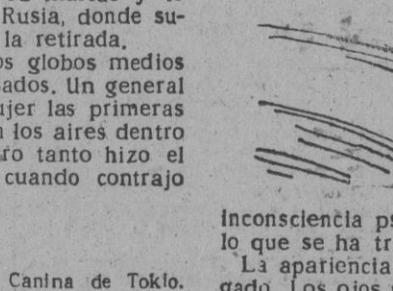 Rusia, donde su-
la retirada.
os globos medios
ados. Un general
ujer las primeras
los aires dentro
ro tanto hizo el
cuando contrajo
Canina de Tokio.
inconsciencia ps
lo que se ha tr
La apariencia
gado. Los ojos